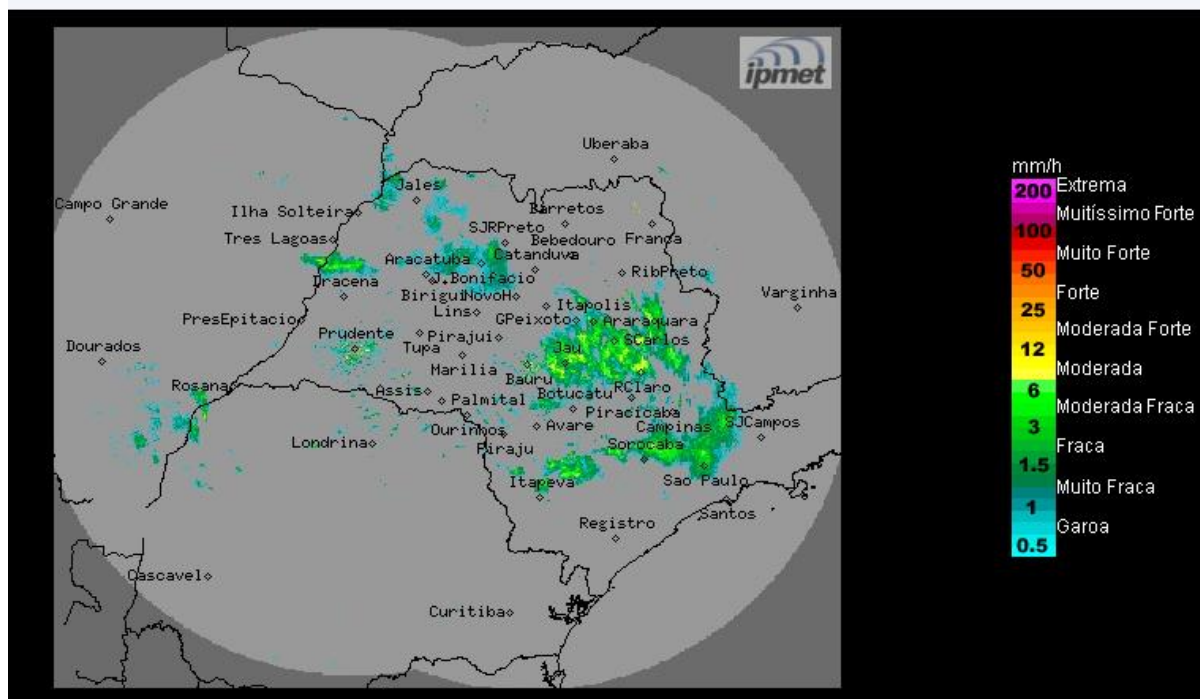 ipmet
Uberaba
Jales
Campo Grande
Ilha Solteira
Barretos
SJRPreto
Tres Lagoas
Bebedouro
Franca
Aracatuba
Catanduva
J.Bonifacio
RibPreto
Dracena
Birigui
NovoH
Itapolis
Varginha
Lins
GPeixoto
Araraquara
PresEpitacio
Prudente
Pirajui
SCarlos
Dourados
Tupa
Jau
Marilia
Bauru
Rosana
Assis
Botucatu
RClaro
Palmital
Piracicaba
Ourinhos
Avare
Campinas
SJCampos
Londrina
Piraju
Sorocaba
Itapeva
Sao Paulo
Santos
Registro
Cascavel
Curitiba
mm/h
200 Extrema
Muitíssimo Forte
100
Muito Forte
50
Forte
25
Moderada Forte
12
Moderada
6
Moderada Fraca
3
Fraca
1.5
Muito Fraca
1
Garoa
0.5